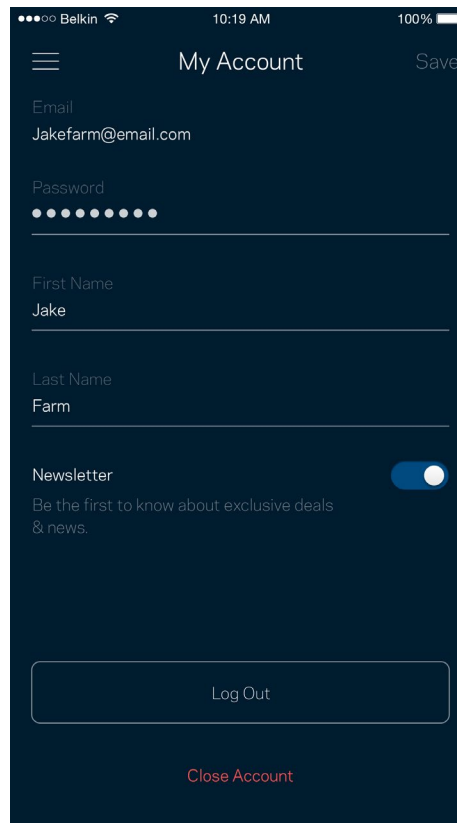 Belkin 10:19 AM 100%
My Account Save
Email
Jakefarm@email.com
Password
●●●●●●●●●
First Name
Jake
Last Name
Farm
Newsletter
Be the first to know about exclusive deals
& news.
Log Out
Close Account